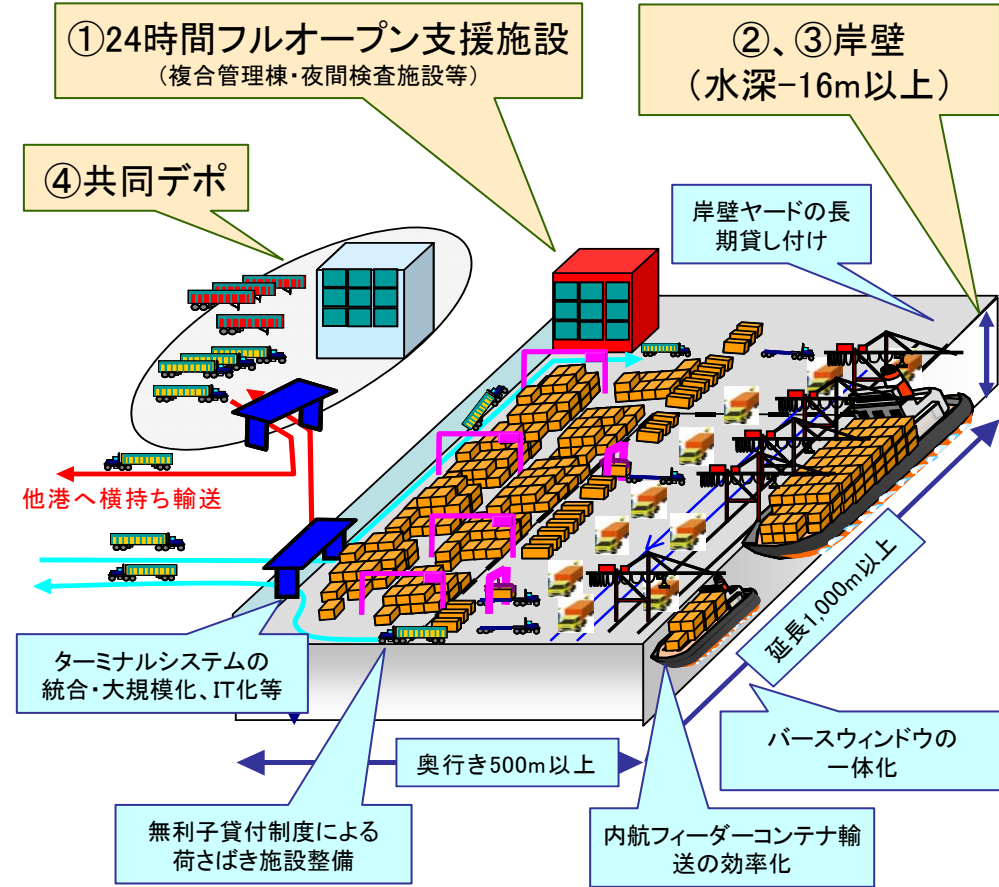 ①24時間フルオープン支援施設
（複合管理棟・夜間検査施設等）
②、③岸壁
（水深−16m以上）
④共同デポ
岸壁ヤードの長
期貸し付け
他港へ横持ち輸送
延長1,000m以上
ターミナルシステムの
統合・大規模化、IT化等
奥行き500m以上
バースウィンドウの
一体化
無利子貸付制度による
荷さばき施設整備
内航フィーダーコンテナ輸
送の効率化